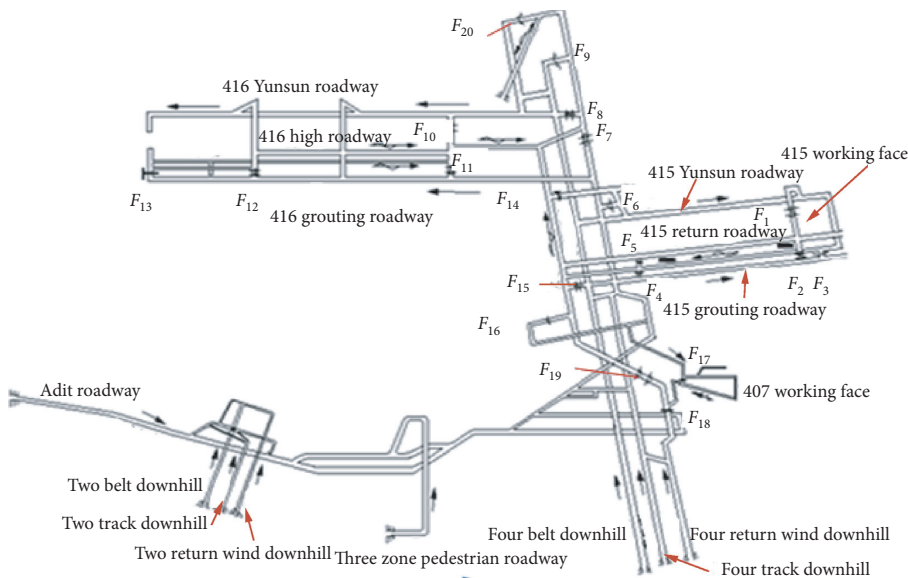 F20
F9
416 Yunsun roadway
F8
F10
F7
416 high roadway
415 working face
F11
415 Yunsun roadway
F13
F12
F14
F6
416 grouting roadway
F1
415 return roadway
F5
F15
F2
F3
F4
415 grouting roadway
F16
F17
F19
Adit roadway
407 working face
F18
Two belt downhill
Two track downhill
Two return wind downhill
Three zone pedestrian roadway
Four belt downhill
Four return wind downhill
Four track downhill